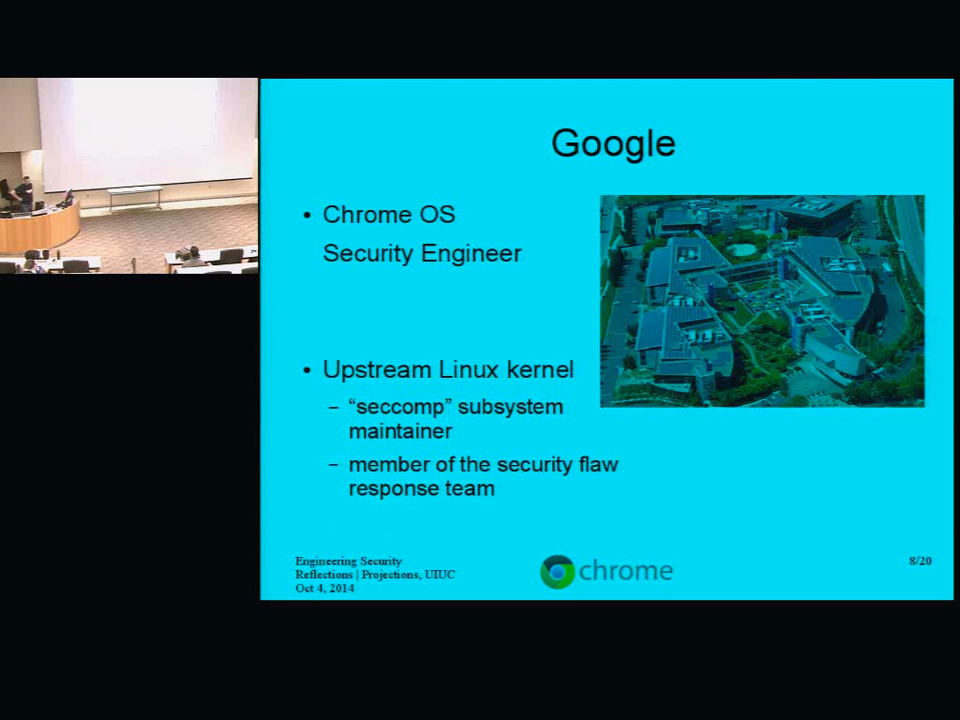 Google
• Chrome OS
Security Engineer
• Upstream Linux kernel
– “seccomp” subsystem
maintainer
– member of the security flaw
response team
Engineering Security
Reflections | Projections, UIUC
Oct 4, 2014
chrome
8/20